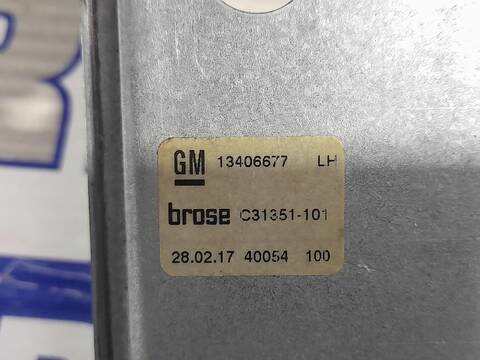 GM 13406677 LH
brose C31351-101
28.02.17 40054 100